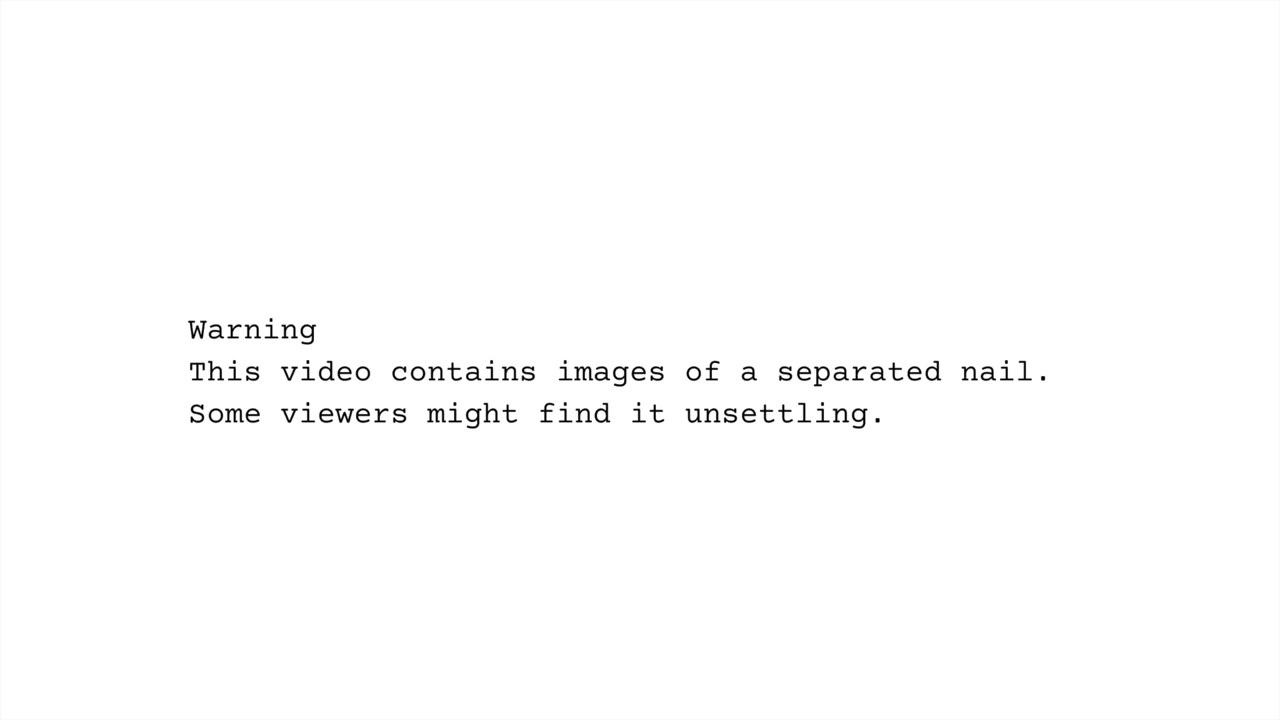 Warning
This video contains images of a separated nail.
Some viewers might find it unsettling.